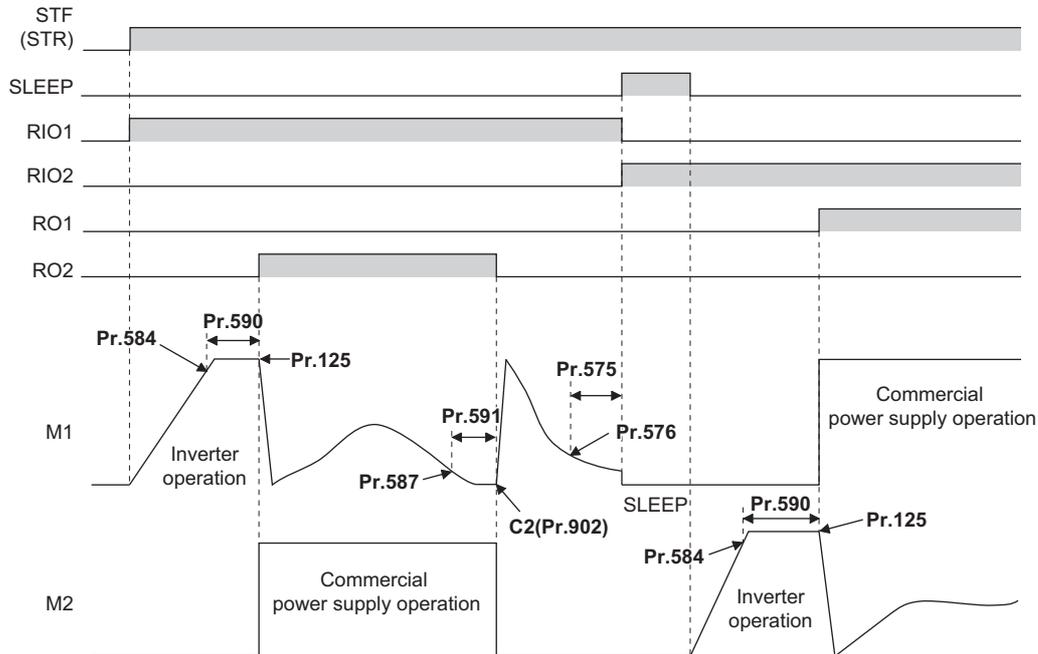 STF
(STR)
SLEEP
RIO1
RIO2
RO1
RO2
Pr.590
Pr.584
Pr.125
Pr.575
Commercial
power supply operation
Pr.591
Pr.576
M1
Inverter
operation
Pr.587
SLEEP
Pr.590
C2(Pr.902)
Pr.125
Pr.584
Commercial
power supply operation
M2
Inverter
operation